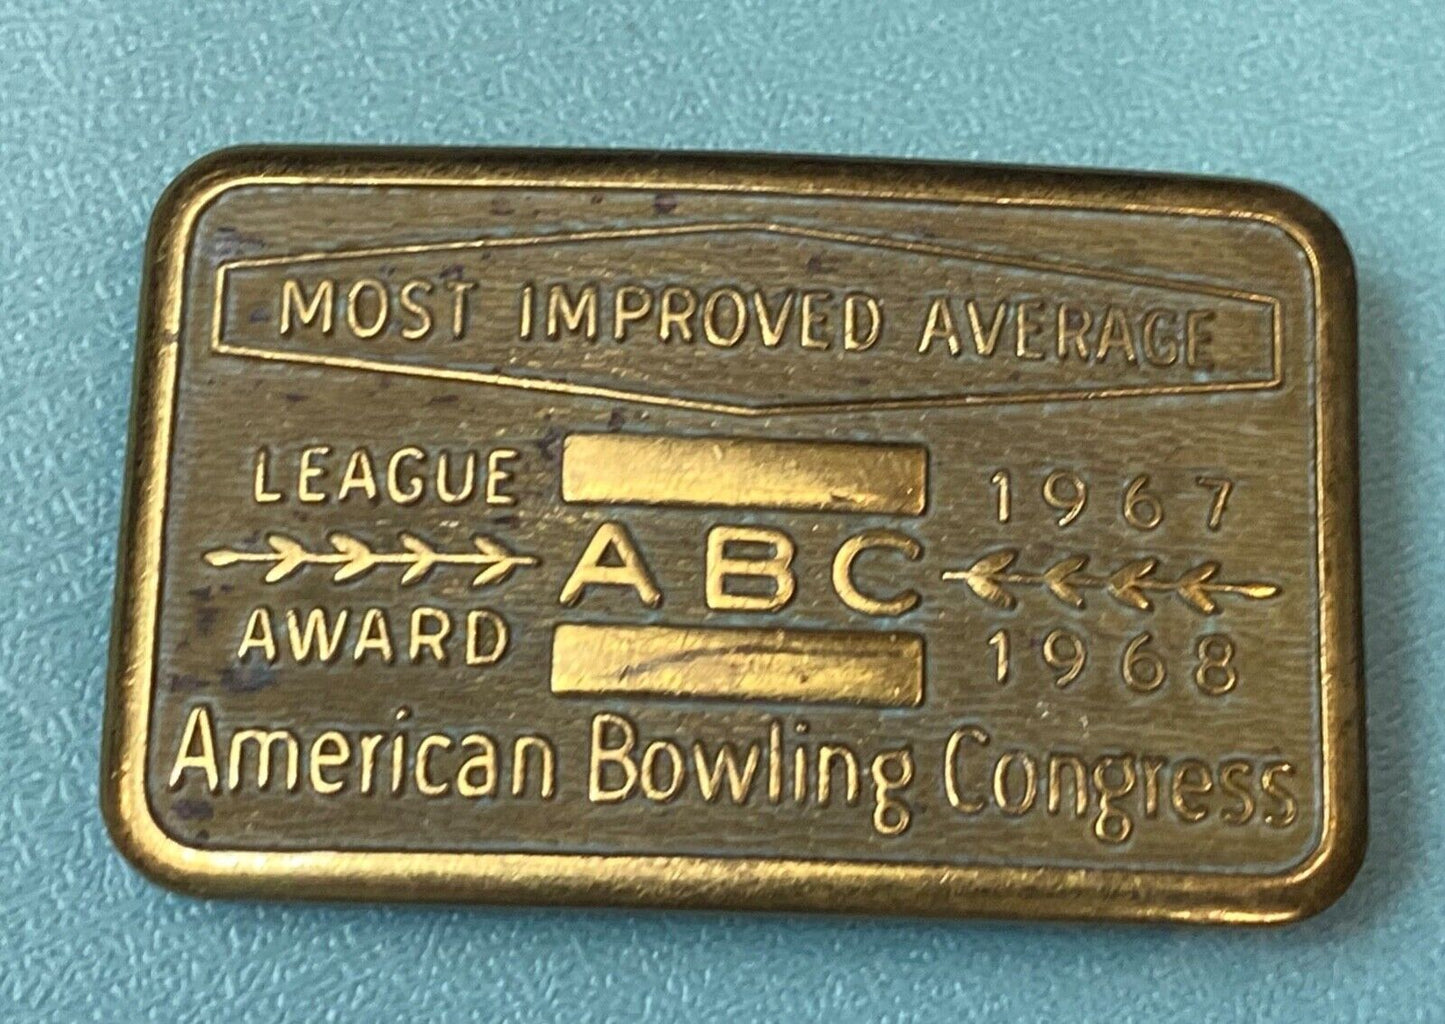 MOST IMPROVED AVERAGE
LEAGUE
AWARD
ABC
1967
1968
American Bowling Congress